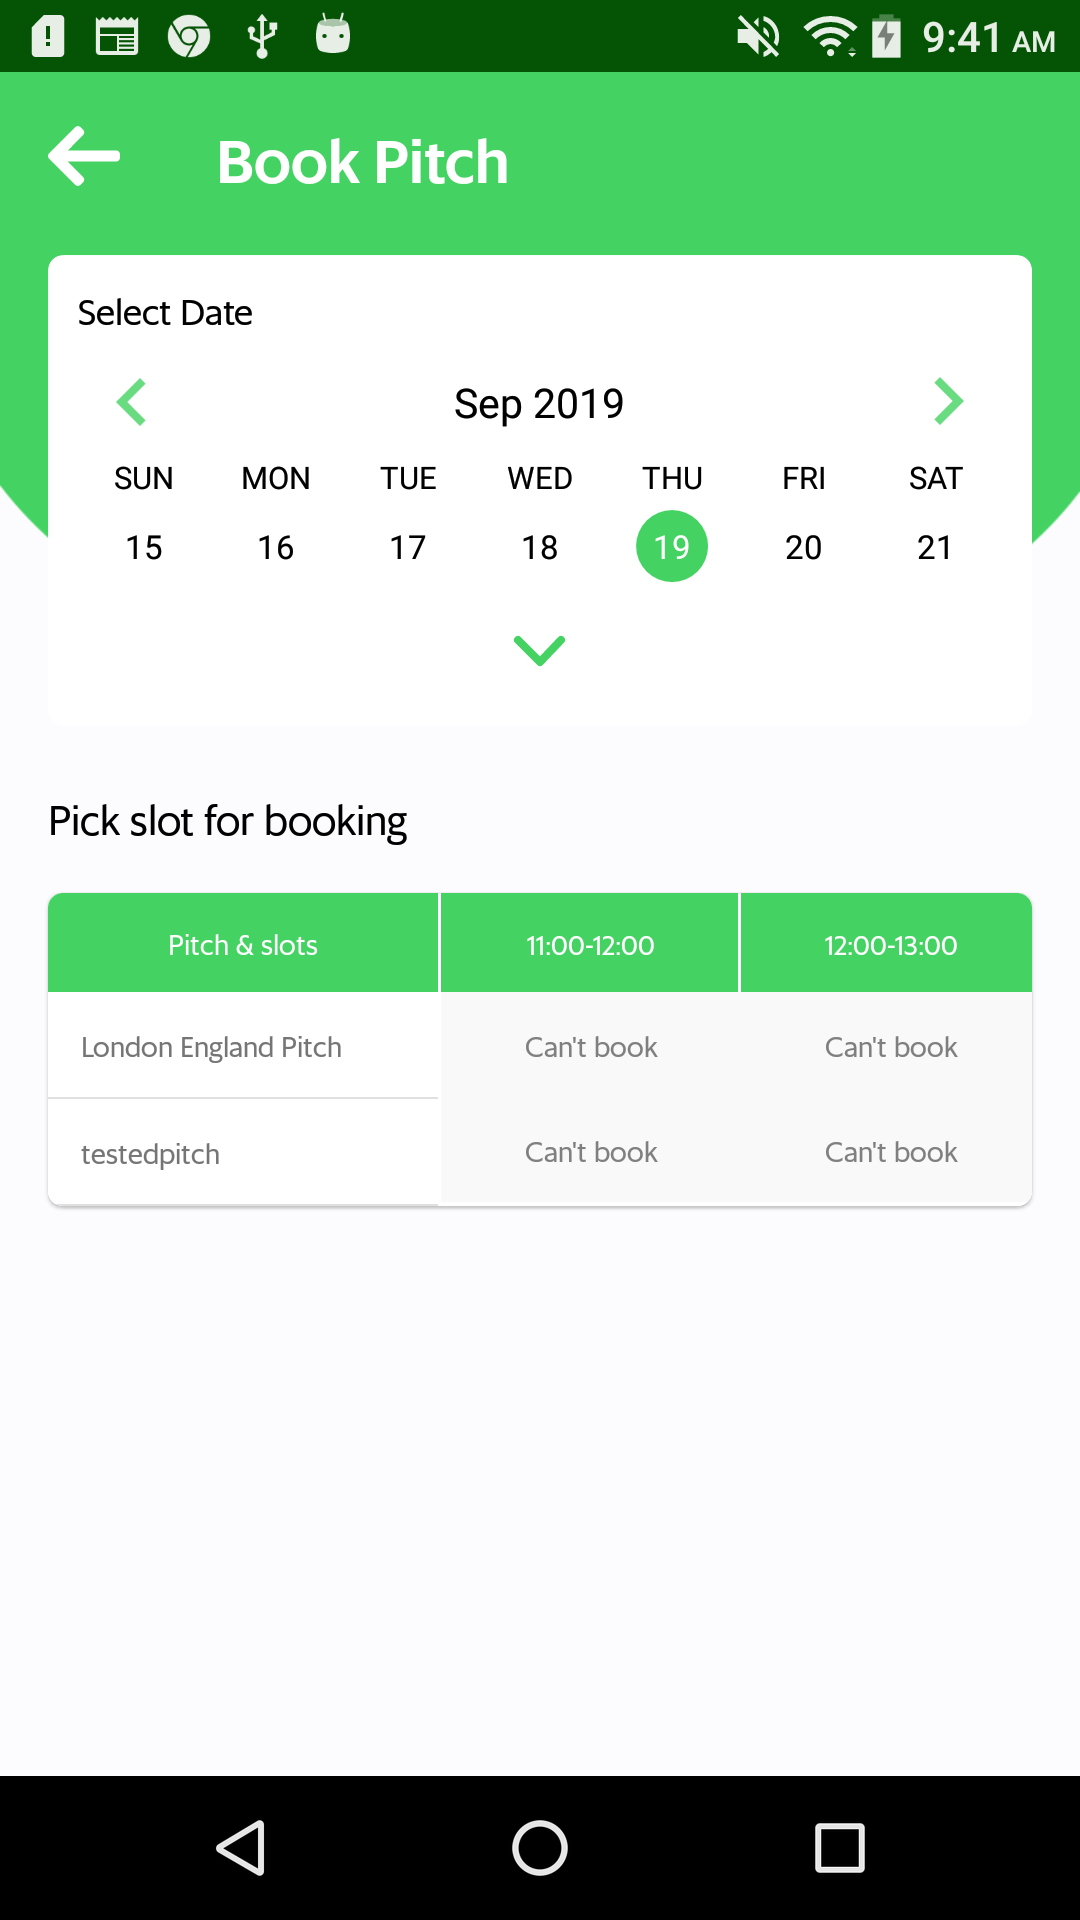 9:41 AM
Book Pitch
Select Date
Sep 2019
SUN MON TUE WED THU FRI SAT
15 16 17 18 19 20 21
Pick slot for booking
Pitch & slots 11:00-12:00 12:00-13:00
London England Pitch Can't book Can't book
testedpitch Can't book Can't book